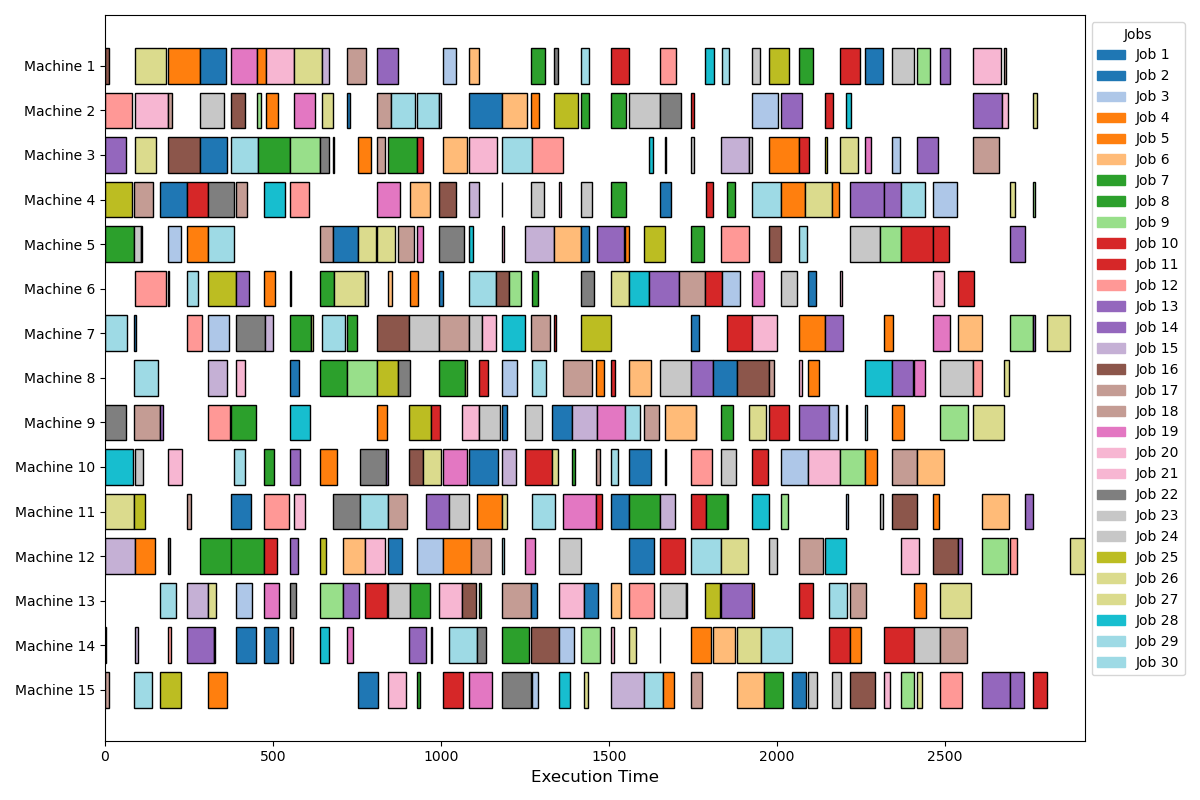 Machine 1
Machine 2
Machine 3
Machine 4
Machine 5
Machine 6
Machine 7
Machine 8
Machine 9
Machine 10
Machine 11
Machine 12
Machine 13
Machine 14
Machine 15
0 500 1000 1500 2000 2500
Execution Time
Jobs
Job 1
Job 2
Job 3
Job 4
Job 5
Job 6
Job 7
Job 8
Job 9
Job 10
Job 11
Job 12
Job 13
Job 14
Job 15
Job 16
Job 17
Job 18
Job 19
Job 20
Job 21
Job 22
Job 23
Job 24
Job 25
Job 26
Job 27
Job 28
Job 29
Job 30